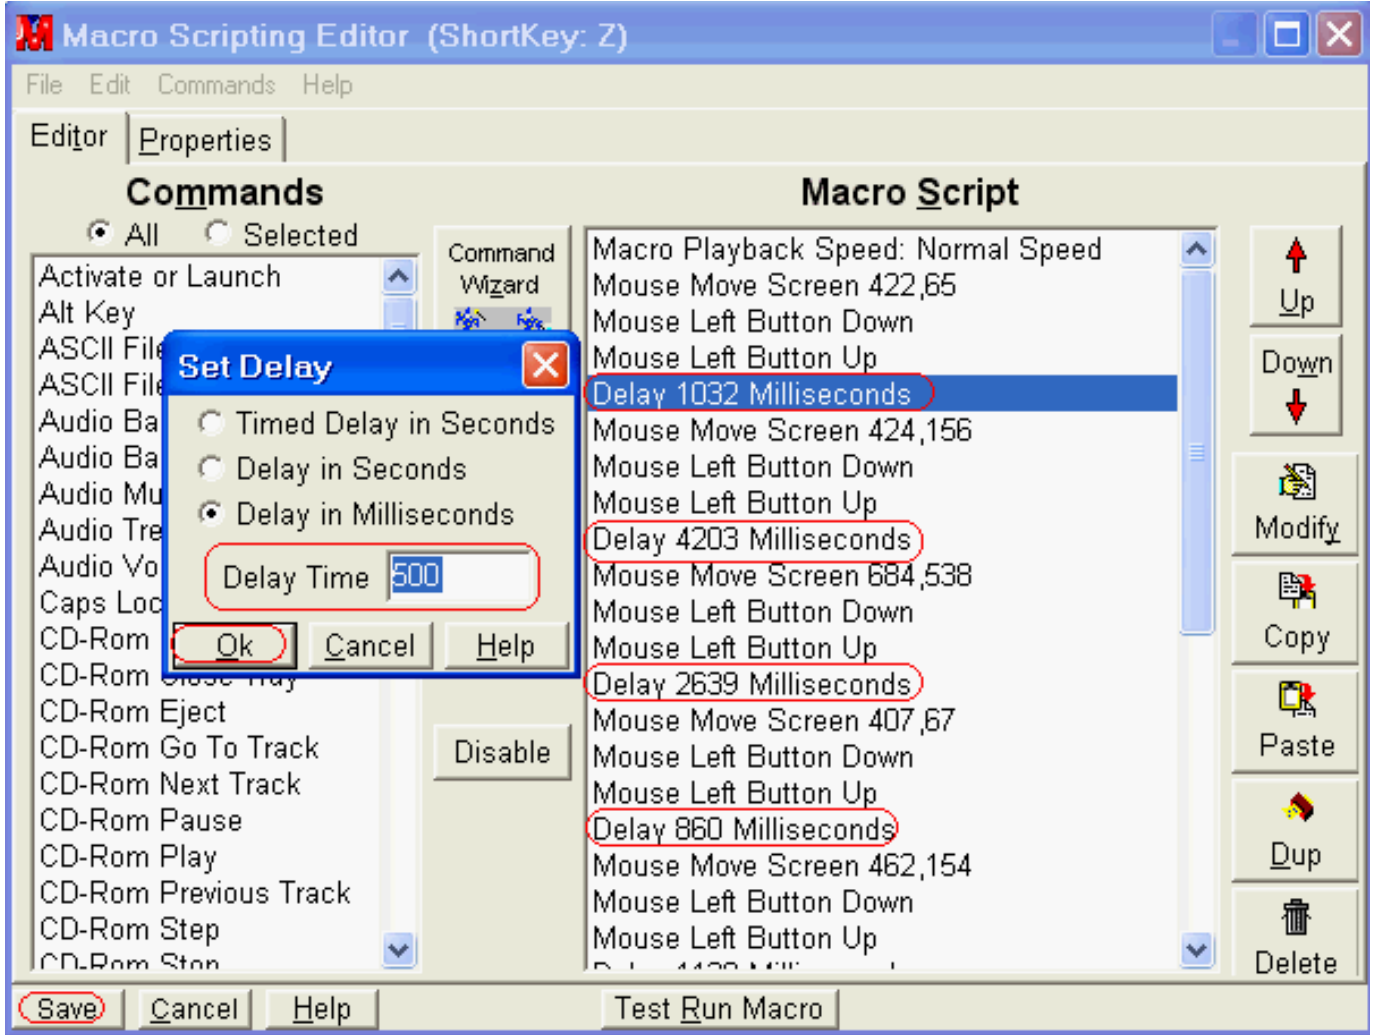 Macro Scripting Editor (ShortKey: Z)
File Edit Commands Help
Editor Properties
Commands
All Selected
Activate or Launch
Alt Key
ASCII File
ASCII File
Audio Ba
Audio Ba
Audio Mu
Audio Tre
Audio Vo
Caps Loc
CD-Rom
CD-Rom Close Tray
CD-Rom Eject
CD-Rom Go To Track
CD-Rom Next Track
CD-Rom Pause
CD-Rom Play
CD-Rom Previous Track
CD-Rom Step
CD-Rom Stop
Command
Wizard
Set Delay
Timed Delay in Seconds
Delay in Seconds
Delay in Milliseconds
Delay Time 500
Ok Cancel Help
Disable
Macro Script
Macro Playback Speed: Normal Speed
Mouse Move Screen 422,65
Mouse Left Button Down
Mouse Left Button Up
Delay 1032 Milliseconds
Mouse Move Screen 424,156
Mouse Left Button Down
Mouse Left Button Up
Delay 4203 Milliseconds
Mouse Move Screen 684,538
Mouse Left Button Down
Mouse Left Button Up
Delay 2639 Milliseconds
Mouse Move Screen 407,67
Mouse Left Button Down
Mouse Left Button Up
Delay 860 Milliseconds
Mouse Move Screen 462,154
Mouse Left Button Down
Mouse Left Button Up
Up
Down
Modify
Copy
Paste
Dup
Delete
Save Cancel Help Test Run Macro